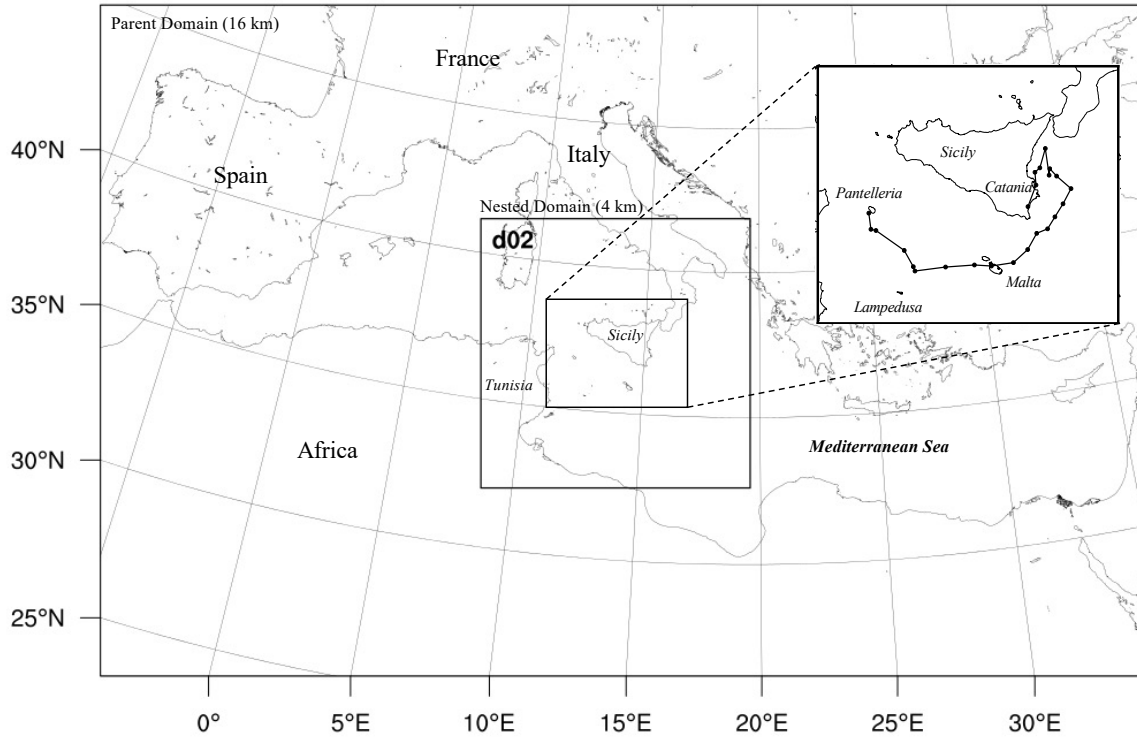 Parent Domain (16 km)
France
40°N
Spain
Italy
Sicily
Pantelleria
Catania
Malta
Lampedusa
Nested Domain (4 km)
d02
35°N
Sicily
Tunisia
Africa
Mediterranean Sea
30°N
25°N
0° 5°E 10°E 15°E 20°E 25°E 30°E